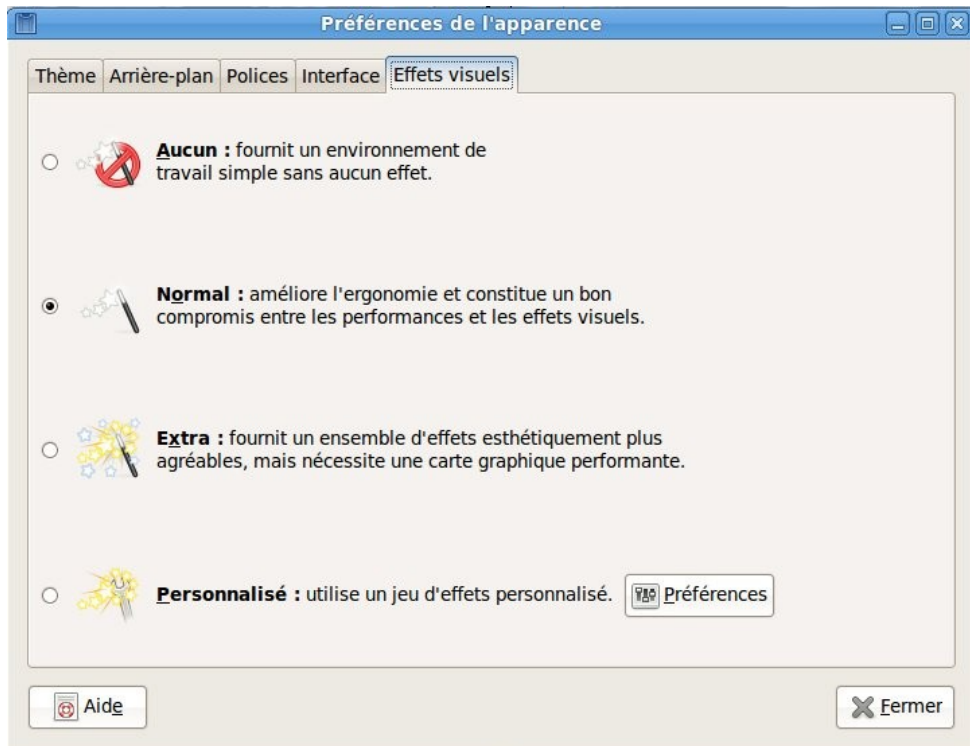 Préférences de l'apparence
Thème Arrière-plan Polices Interface Effets visuels
Aucun : fournit un environnement de
travail simple sans aucun effet.
Normal : améliore l'ergonomie et constitue un bon
compromis entre les performances et les effets visuels.
Extra : fournit un ensemble d'effets esthétiquement plus
agréables, mais nécessite une carte graphique performante.
Personnalisé : utilise un jeu d'effets personnalisé. Préférences
Aide Fermer